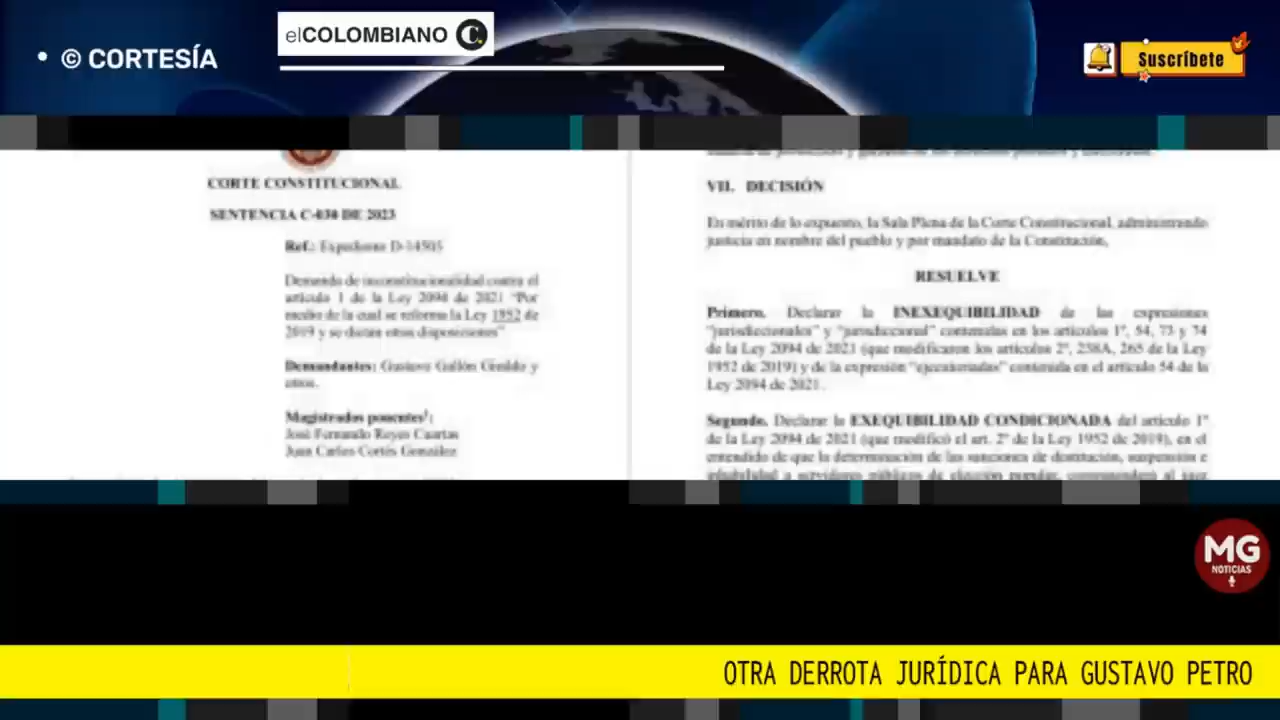 • © CORTESÍA
elCOLOMBIANO C
Suscríbete
CORTE CONSTITUCIONAL
SENTENCIA C-030 DE 2023
Ref.: Expediente D-14503
Demanda de inconstitucionalidad contra el
artículo 1 de la Ley 2094 de 2021 "Por
medio de la cual se reforma la Ley 1952 de
2019 y se dictan otras disposiciones"
Demandantes: Gustavo Gallón Giraldo y
otros.
Magistrados ponentes¹:
José Fernando Reyes Cuartas
Juan Carlos Cortés González
VII. DECISIÓN
En mérito de lo expuesto, la Sala Plena de la Corte Constitucional, administrando
justicia en nombre del pueblo y por mandato de la Constitución,
RESUELVE
Primero. Declarar la INEXEQUIBILIDAD de las expresiones
"jurisdiccionales" y "jurisdiccional" contenidas en los artículos 1°, 54, 73 y 74
de la Ley 2094 de 2021 (que modificaron los artículos 2°, 238A, 265 de la Ley
1952 de 2019) y de la expresión "ejecutoriadas" contenida en el artículo 54 de la
Ley 2094 de 2021.
Segundo. Declarar la EXEQUIBILIDAD CONDICIONADA del artículo 1°
de la Ley 2094 de 2021 (que modificó el art. 2° de la Ley 1952 de 2019), en el
entendido de que la determinación de las sanciones de destitución, suspensión e
inhabilidad a servidores públicos de elección popular,
MG
NOTICIAS
OTRA DERROTA JURÍDICA PARA GUSTAVO PETRO